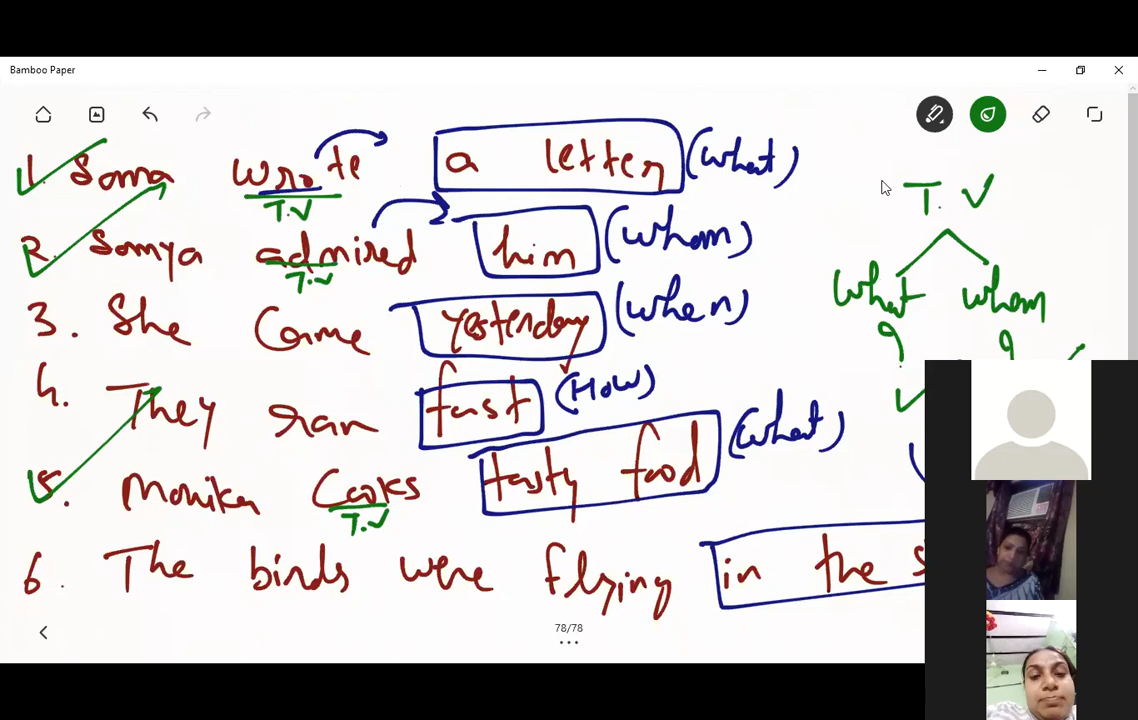 Bamboo Paper
1. Soma wrote a letter (what)
T.V
T. V
2. Somya admired him (whom)
T.V
what whom
? ?
3. She came yesterday (when)
4. They ran fast (How)
5. Monika Cooks tasty food (what)
T.V
6. The birds were flying in the s
78/78